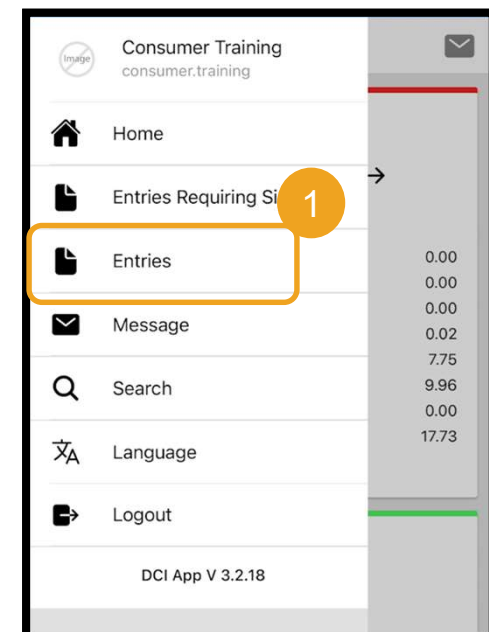 Image
Consumer Training
consumer.training
Home
Entries Requiring Si
1
Entries
Message
Search
Language
Logout
DCI App V 3.2.18
0.00
0.00
0.00
0.02
7.75
9.96
0.00
17.73